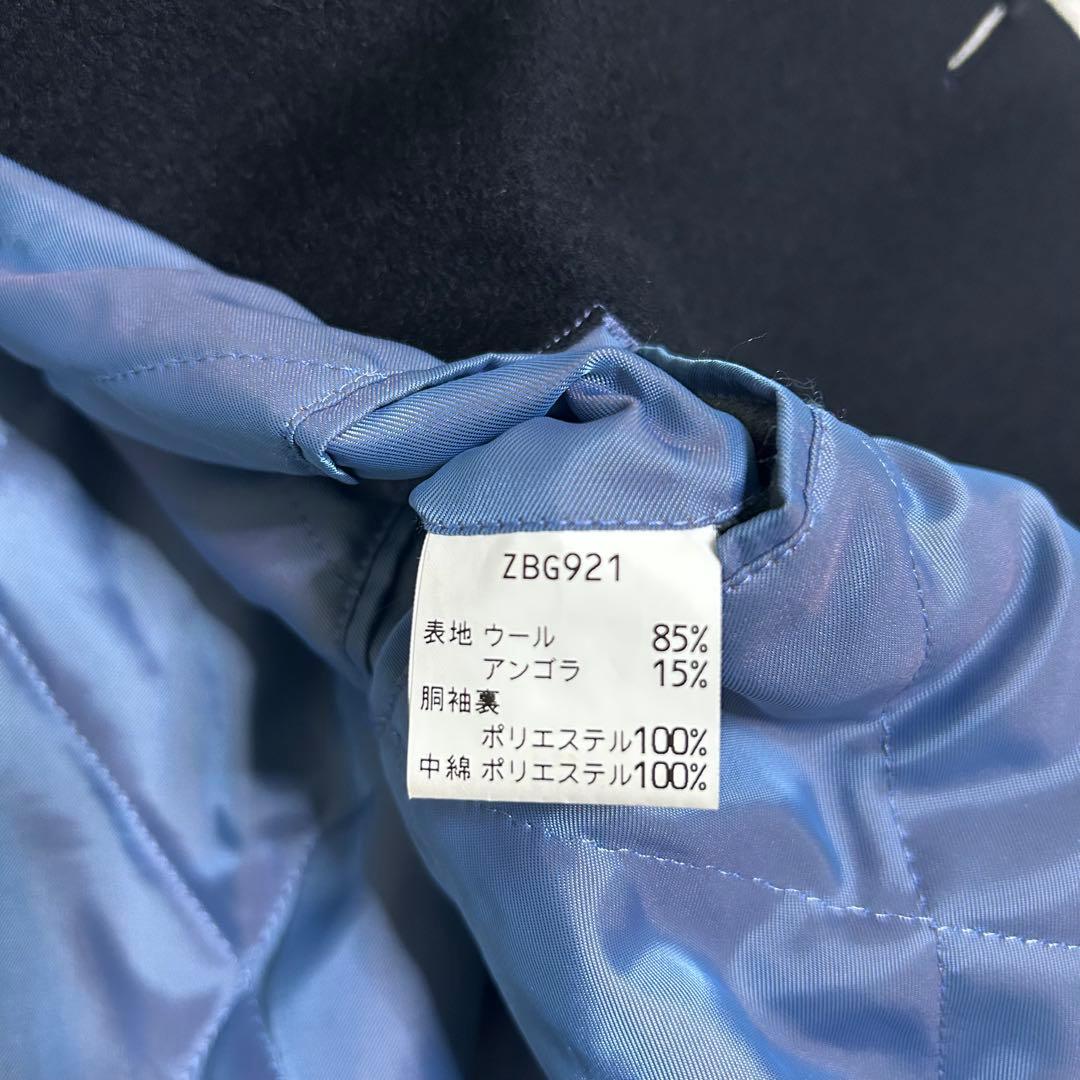 ZBG921
表地 ウール 85%
アンゴラ 15%
胴袖裏
ポリエステル100%
中綿 ポリエステル100%